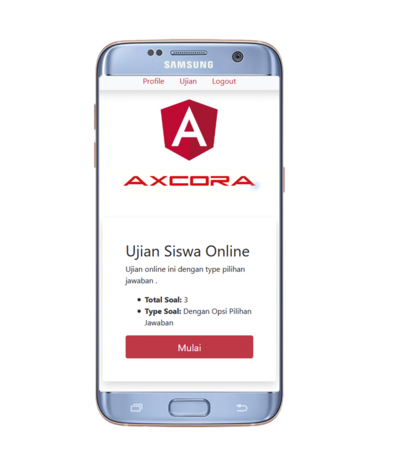 SAMSUNG
Profile Ujian Logout
A
AXCORA
Ujian Siswa Online
Ujian online ini dengan type pilihan
jawaban .
Total Soal: 3
Type Soal: Dengan Opsi Pilihan
Jawaban
Mulai